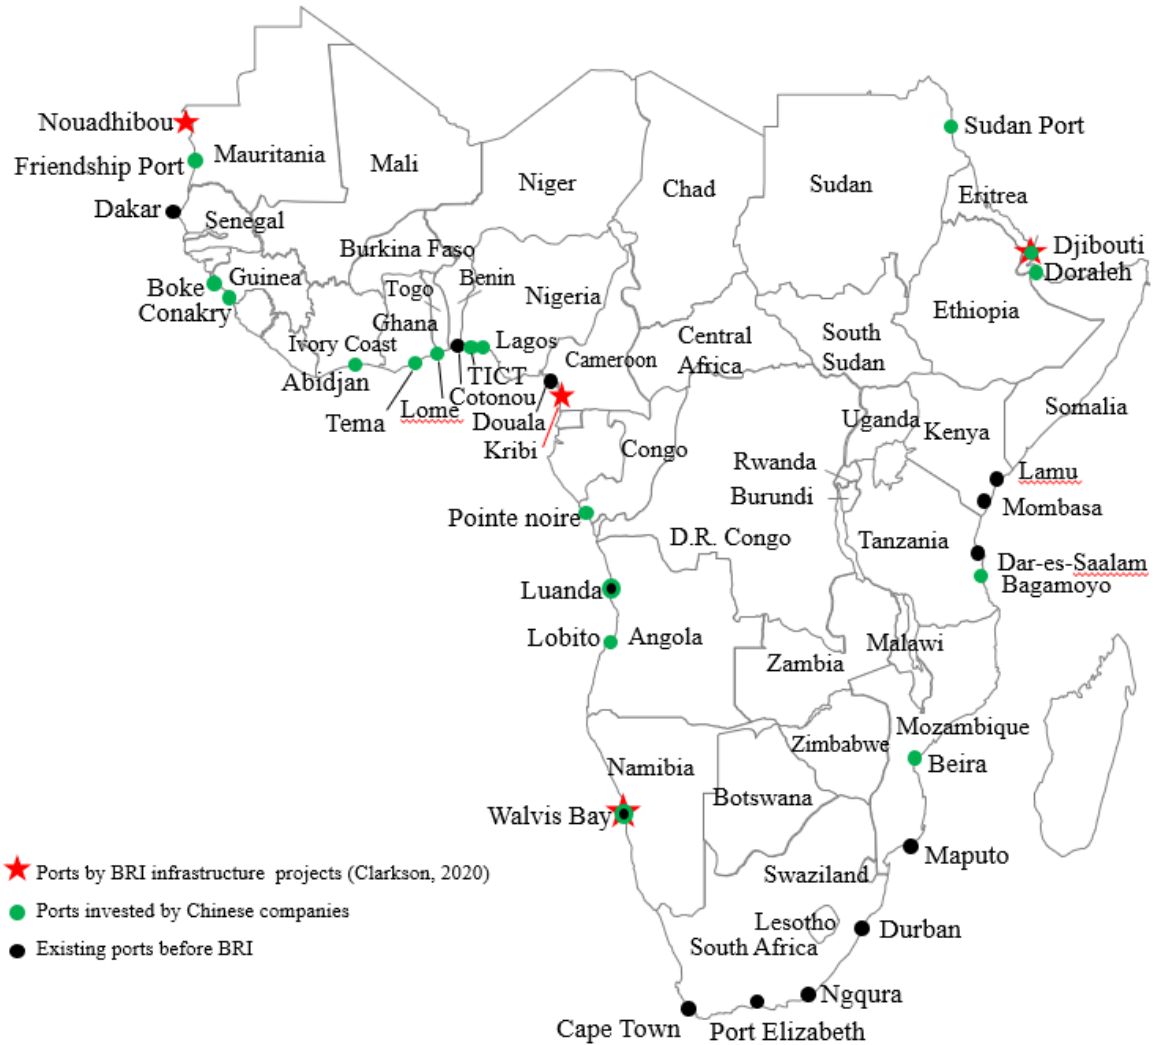 Nouadhibou
Sudan Port
Mauritania
Friendship Port
Mali
Niger
Chad
Sudan
Eritrea
Dakar
Senegal
Burkina Faso
Djibouti
Doraleh
Boke
Guinea
Togo
Benin
Nigeria
Ethiopia
Conakry
Ghana
Ivory Coast
Lagos
Central
Africa
South
Sudan
Cameroon
Abidjan
TICT
Cotonou
Tema
Lome
Douala
Kribi
Somalia
Uganda
Kenya
Congo
Rwanda
Lamu
Burundi
Mombasa
Pointe noire
D.R. Congo
Tanzania
Dar-es-Saalam
Bagamoyo
Luanda
Lobito
Angola
Malawi
Zambia
Mozambique
Zimbabwe
Beira
Namibia
Botswana
Walvis Bay
Maputo
Swaziland
Lesotho
Durban
South Africa
Ngqura
Cape Town
Port Elizabeth
Ports by BRI infrastructure projects (Clarkson, 2020)
Ports invested by Chinese companies
Existing ports before BRI